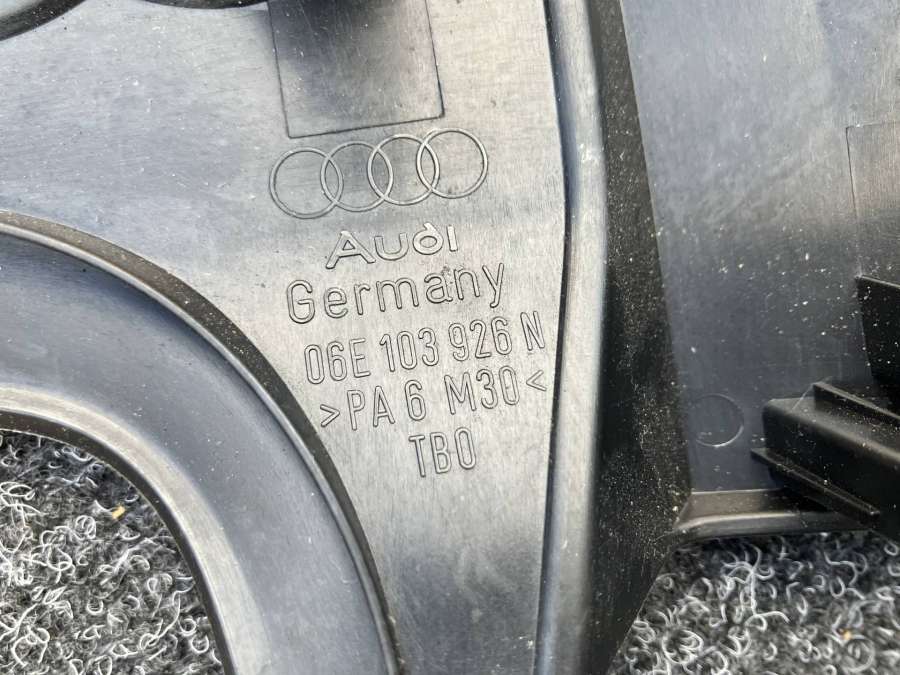 Audi
Germany
06E 103 926 N
>PA 6 M30<
TBO